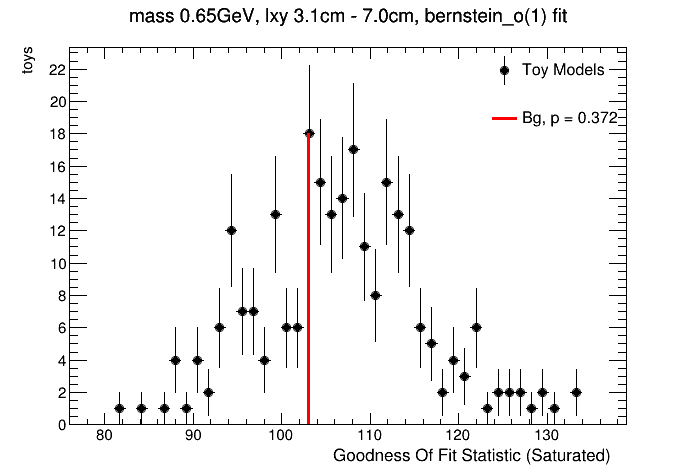 mass 0.65GeV, lxy 3.1cm - 7.0cm, bernstein_o(1) fit
toys
Toy Models
Bg, p = 0.372
22
20
18
16
14
12
10
8
6
4
2
0
80 90 100 110 120 130
Goodness Of Fit Statistic (Saturated)